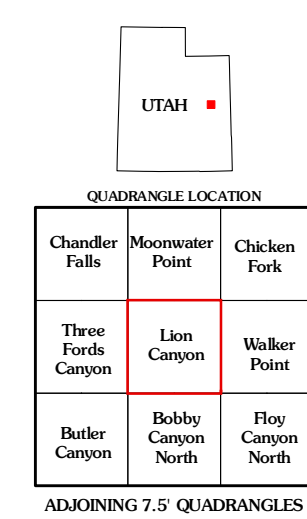 UTAH
QUADRANGLE LOCATION
Chandler
Falls
Moonwater
Point
Chicken
Fork
Three
Fords
Canyon
Lion
Canyon
Walker
Point
Butler
Canyon
Bobby
Canyon
North
Floy
Canyon
North
ADJOINING 7.5' QUADRANGLES